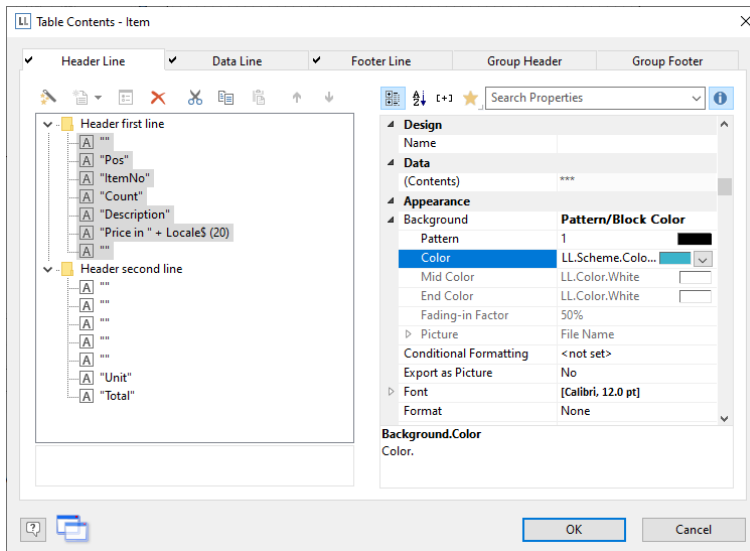 LL Table Contents - Item
Header Line
Data Line
Footer Line
Group Header
Group Footer
Search Properties
Header first line
A ""
A "Pos"
A "ItemNo"
A "Count"
A "Description"
A "Price in " + Locale$ (20)
A ""
Header second line
A ""
A ""
A ""
A ""
A ""
A "Unit"
A "Total"
Design
Name
Data
(Contents) ***
Appearance
Background Pattern/Block Color
Pattern 1
Color LL.Scheme.Colo...
Mid Color LL.Color.White
End Color LL.Color.White
Fading-in Factor 50%
Picture File Name
Conditional Formatting <not set>
Export as Picture No
Font [Calibri, 12.0 pt]
Format None
Background.Color
Color.
OK
Cancel